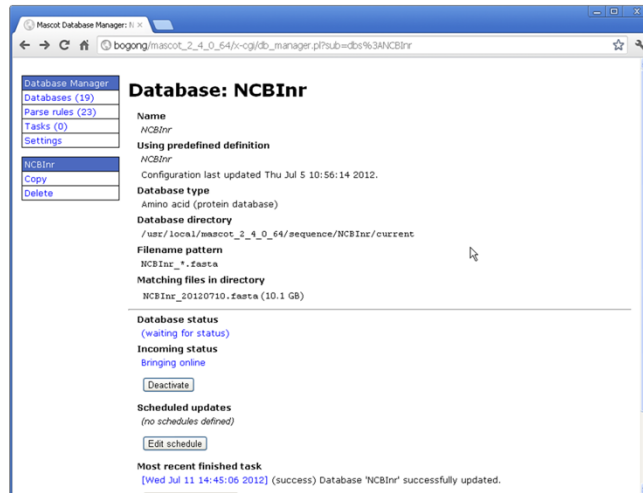 Mascot Database Manager: N
bogong/mascot_2_4_0_64/x-cgi/db_manager.pl?sub=dbs%3ANCBInr
Database Manager
Databases (19)
Parse rules (23)
Tasks (0)
Settings
NCBInr
Copy
Delete
Database: NCBInr
Name
NCBInr
Using predefined definition
NCBInr
Configuration last updated Thu Jul 5 10:56:14 2012.
Database type
Amino acid (protein database)
Database directory
/usr/local/mascot_2_4_0_64/sequence/NCBInr/current
Filename pattern
NCBInr_*.fasta
Matching files in directory
NCBInr_20120710.fasta (10.1 GB)
Database status
(waiting for status)
Incoming status
Bringing online
Deactivate
Scheduled updates
(no schedules defined)
Edit schedule
Most recent finished task
[Wed Jul 11 14:45:06 2012] (success) Database 'NCBInr' successfully updated.